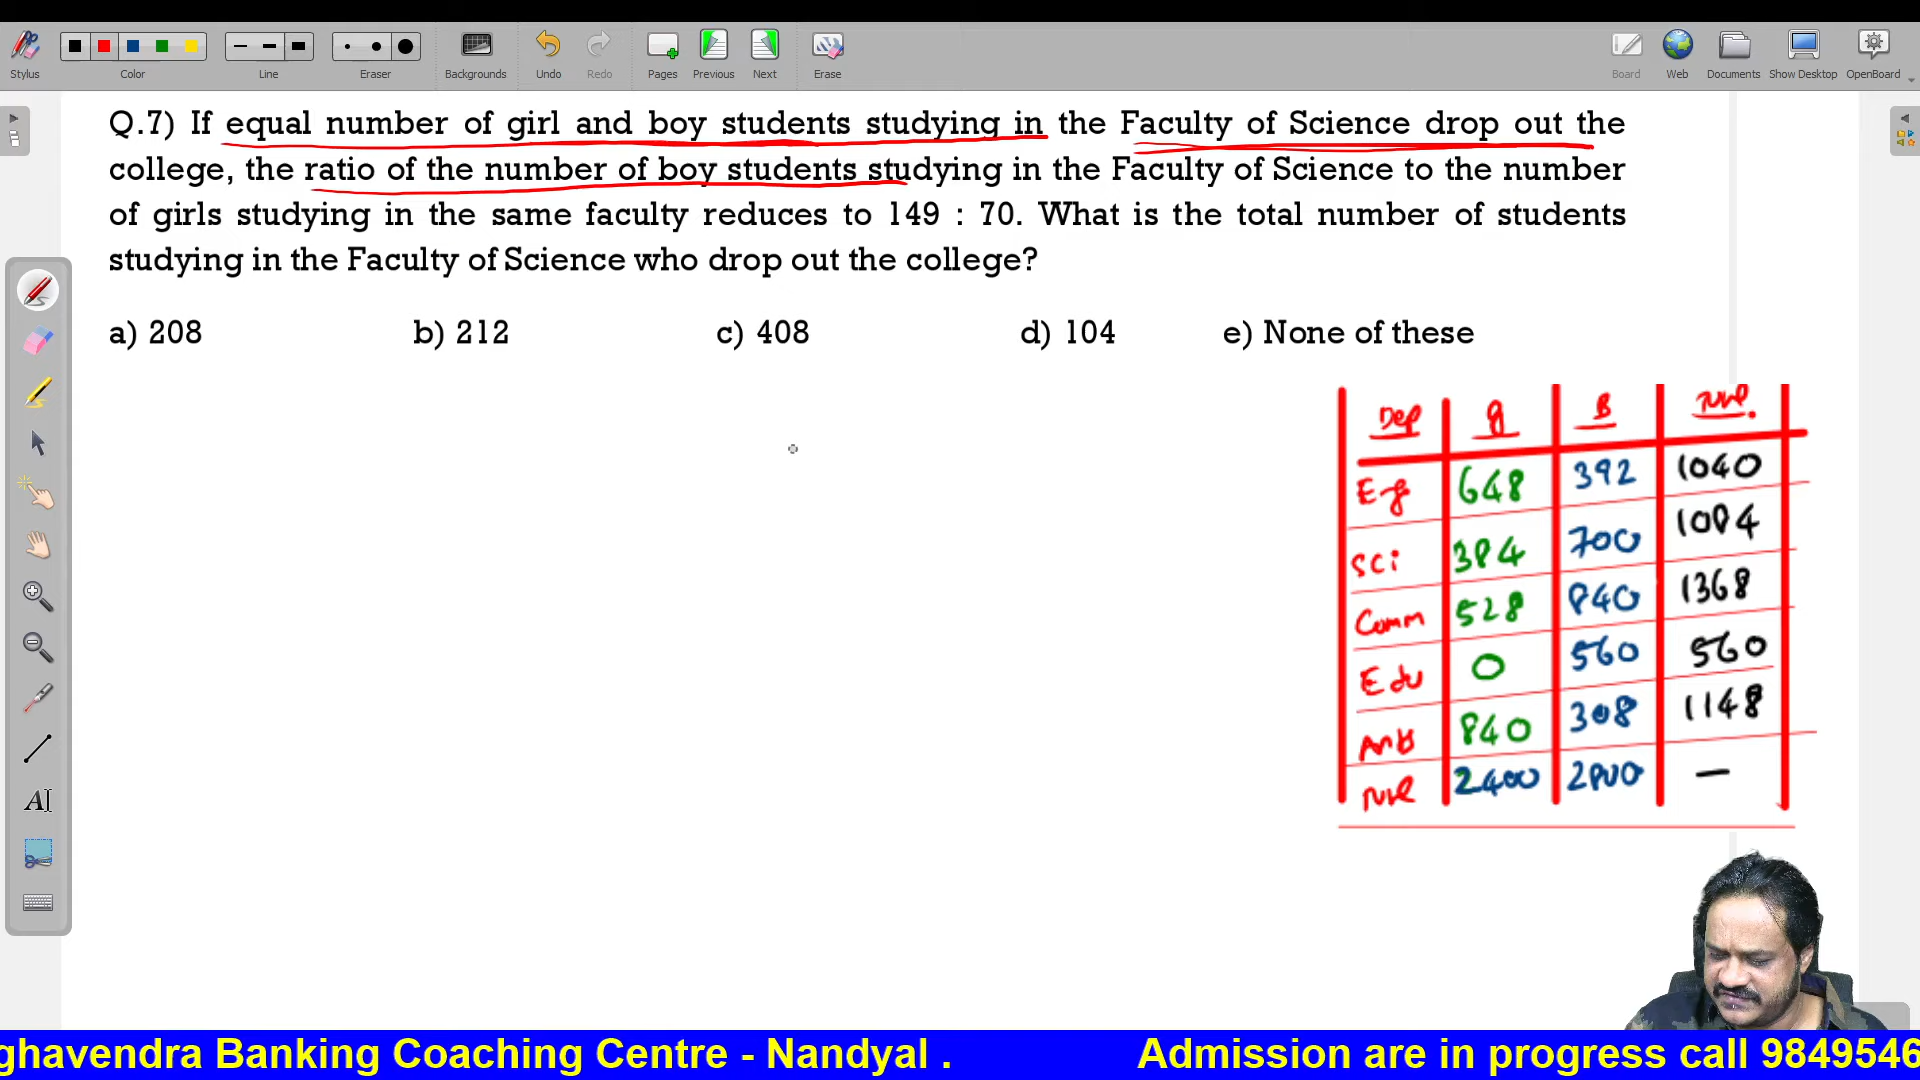 Stylus
Color
Line
Eraser
Backgrounds
Undo
Redo
Pages
Previous
Next
Erase
Board
Web
Documents
Show Desktop
OpenBoard
Q.7) If equal number of girl and boy students studying in the Faculty of Science drop out the
college, the ratio of the number of boy students studying in the Faculty of Science to the number
of girls studying in the same faculty reduces to 149 : 70. What is the total number of students
studying in the Faculty of Science who drop out the college?
a) 208 b) 212 c) 408 d) 104 e) None of these
Dep g B
Eg 648 392 1040
Sci 384 700 1084
Comm 528 840 1368
Edu 0 560 560
840 308 1148
2400 2800 —
ghavendra Banking Coaching Centre - Nandyal . Admission are in progress call 9849546